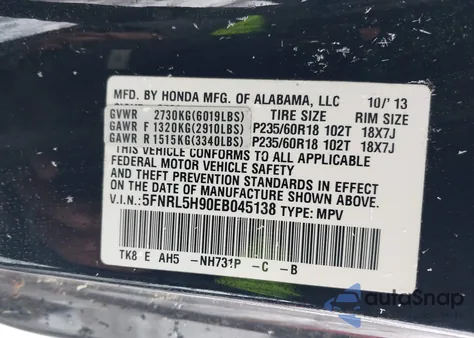 MFD. BY HONDA MFG. OF ALABAMA, LLC 10/'13
GVWR 2730KG(6019LBS) TIRE SIZE RIM SIZE
GAWR F 1320KG(2910LBS) P235/60R18 102T 18X7J
GAWR R 1515KG(3340LBS) P235/60R18 102T 18X7J
THIS VEHICLE CONFORMS TO ALL APPLICABLE
FEDERAL MOTOR VEHICLE SAFETY
AND THEFT PREVENTION STANDARDS IN EFFECT
ON THE DATE OF MANUFACTURE SHOWN ABOVE.
V.I.N.: 5FNRL5H90EB045138 TYPE: MPV
TK8 E AH5 -NH731P -C -B
autoSnap